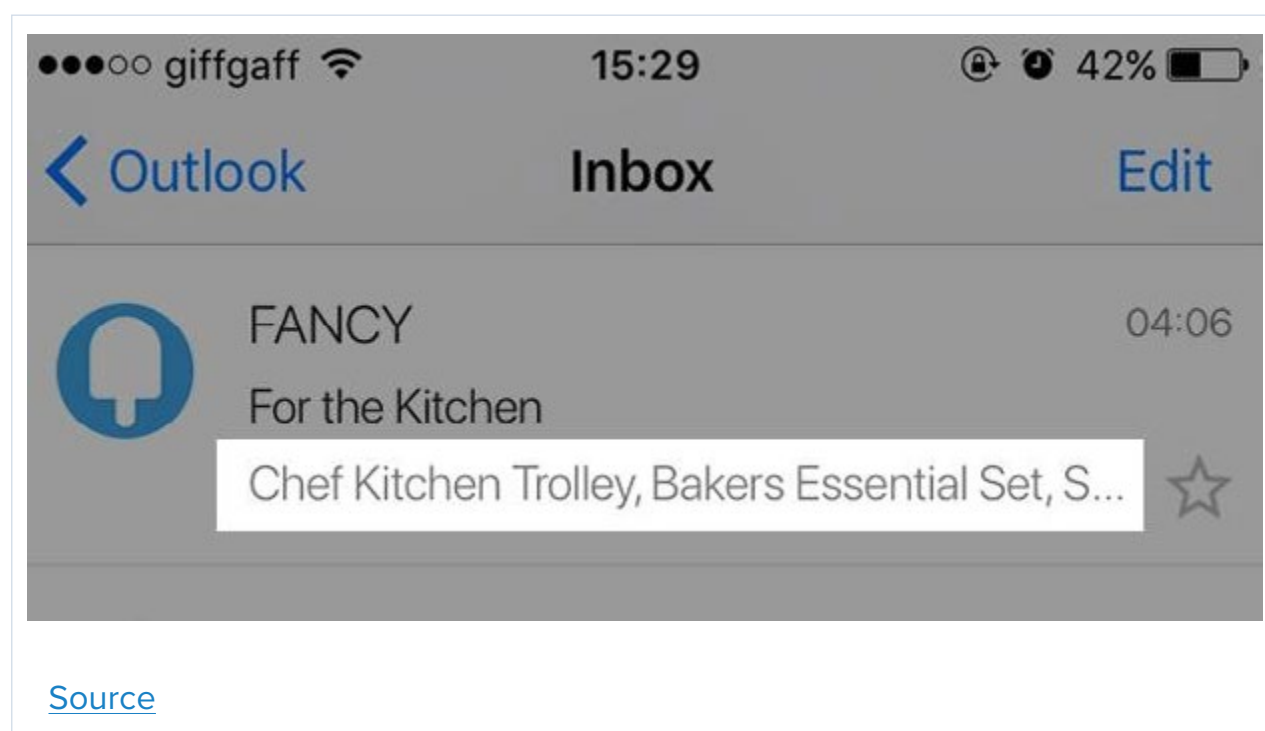 giffgaff 15:29 42%
Outlook Inbox Edit
FANCY 04:06
For the Kitchen
Chef Kitchen Trolley, Bakers Essential Set, S...
Source